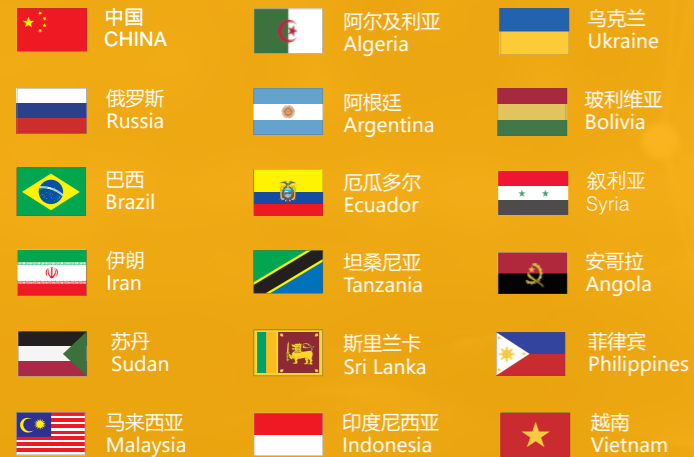 中国
CHINA
阿尔及利亚
Algeria
乌克兰
Ukraine
俄罗斯
Russia
阿根廷
Argentina
玻利维亚
Bolivia
巴西
Brazil
厄瓜多尔
Ecuador
叙利亚
Syria
伊朗
Iran
坦桑尼亚
Tanzania
安哥拉
Angola
苏丹
Sudan
斯里兰卡
Sri Lanka
菲律宾
Philippines
马来西亚
Malaysia
印度尼西亚
Indonesia
越南
Vietnam